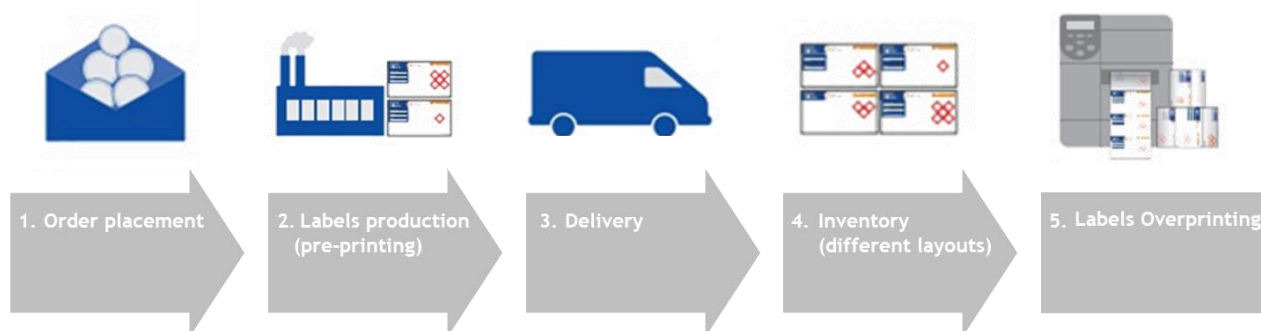 1. Order placement
2. Labels production
(pre-printing)
3. Delivery
4. Inventory
(different layouts)
5. Labels Overprinting